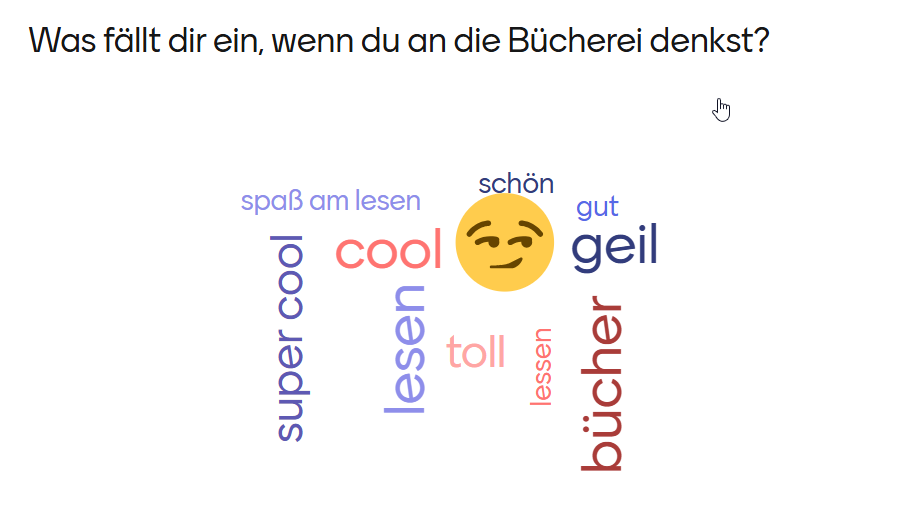 Was fällt dir ein, wenn du an die Bücherei denkst?
schön
spaß am lesen
gut
cool
geil
super cool
lesen
toll
lessen
bücher